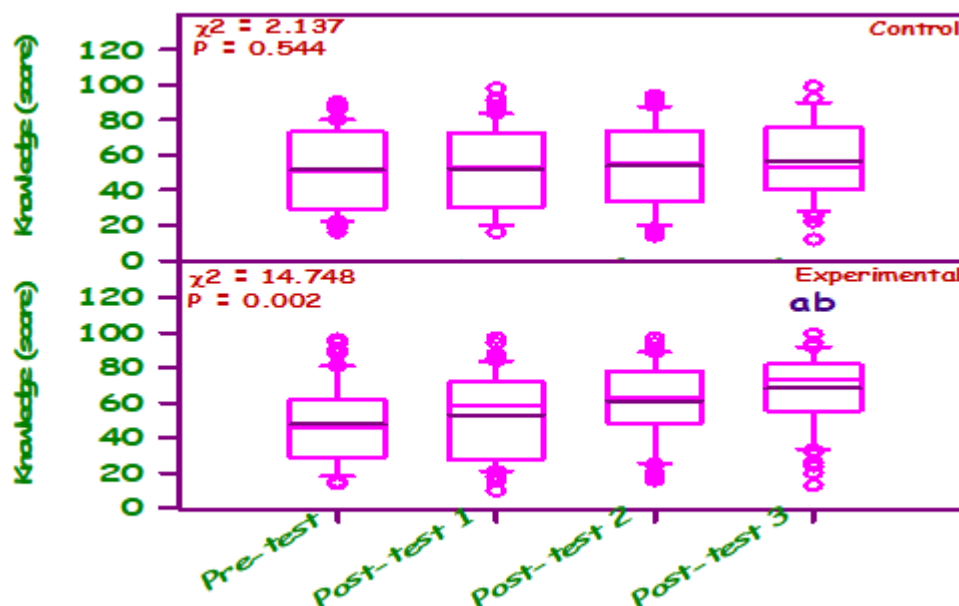 χ2 = 2.137
P = 0.544
Control
Knowledge (score)
120
100
80
60
40
20
0
χ2 = 14.748
P = 0.002
Experimental
ab
Knowledge (score)
120
100
80
60
40
20
0
Pre-test
Post-test 1
Post-test 2
Post-test 3